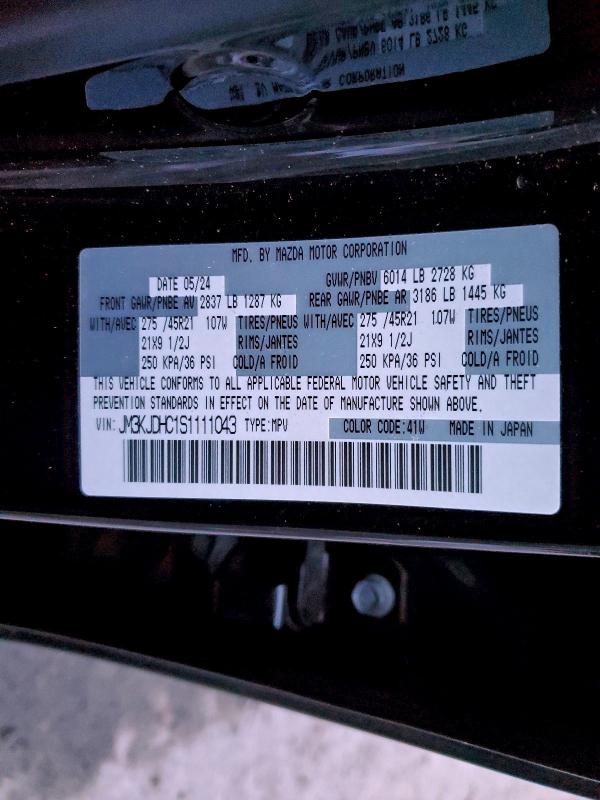 MFD. BY MAZDA MOTOR CORPORATION
DATE 05/24 GVWR/PNBV 6014 LB 2728 KG
FRONT GAWR/PNBE AV 2837 LB 1287 KG REAR GAWR/PNBE AR 3186 LB 1445 KG
WITH/AVEC 275 /45R21 107W TIRES/PNEUS WITH/AVEC 275 /45R21 107W TIRES/PNEUS
21X9 1/2J RIMS/JANTES 21X9 1/2J RIMS/JANTES
250 KPA/36 PSI COLD/A FROID 250 KPA/36 PSI COLD/A FROID
THIS VEHICLE CONFORMS TO ALL APPLICABLE FEDERAL MOTOR VEHICLE SAFETY AND THEFT
PREVENTION STANDARDS IN EFFECT ON THE DATE OF MANUFACTURE SHOWN ABOVE.
VIN: JM3KJDHC1S1111043 TYPE:MPV COLOR CODE:41W MADE IN JAPAN